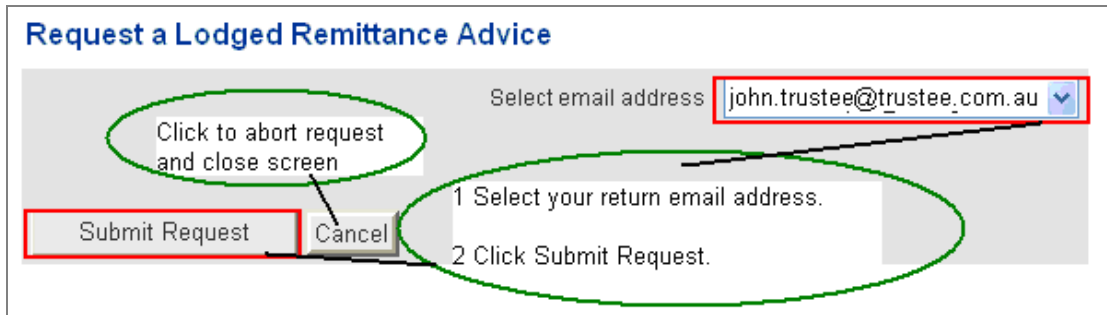 Request a Lodged Remittance Advice
Select email address john.trustee@trustee.com.au
Click to abort request
and close screen
1 Select your return email address.
Submit Request Cancel
2 Click Submit Request.